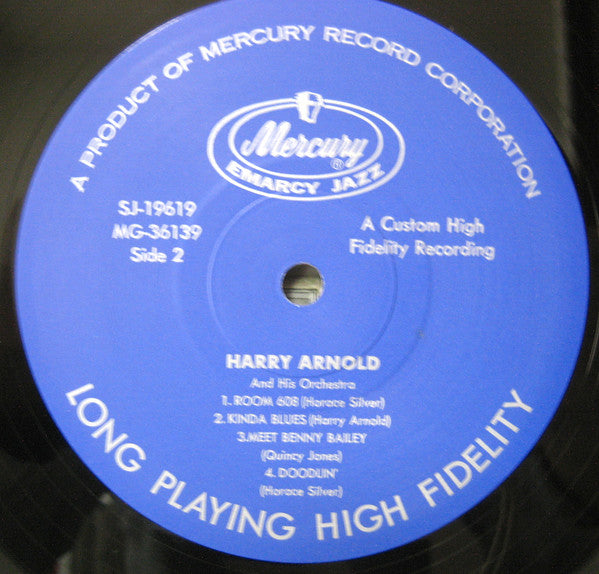 A PRODUCT OF MERCURY RECORD CORPORATION
Mercury®
EMARCY JAZZ
SJ-19619
MG-36139
Side 2
A Custom High
Fidelity Recording
HARRY ARNOLD
And His Orchestra
1. ROOM 608 (Horace Silver)
2. KINDA BLUES (Harry Arnold)
3.MEET BENNY BAILEY
(Quincy Jones)
4. DOODLIN'
(Horace Silver)
LONG PLAYING HIGH FIDELITY